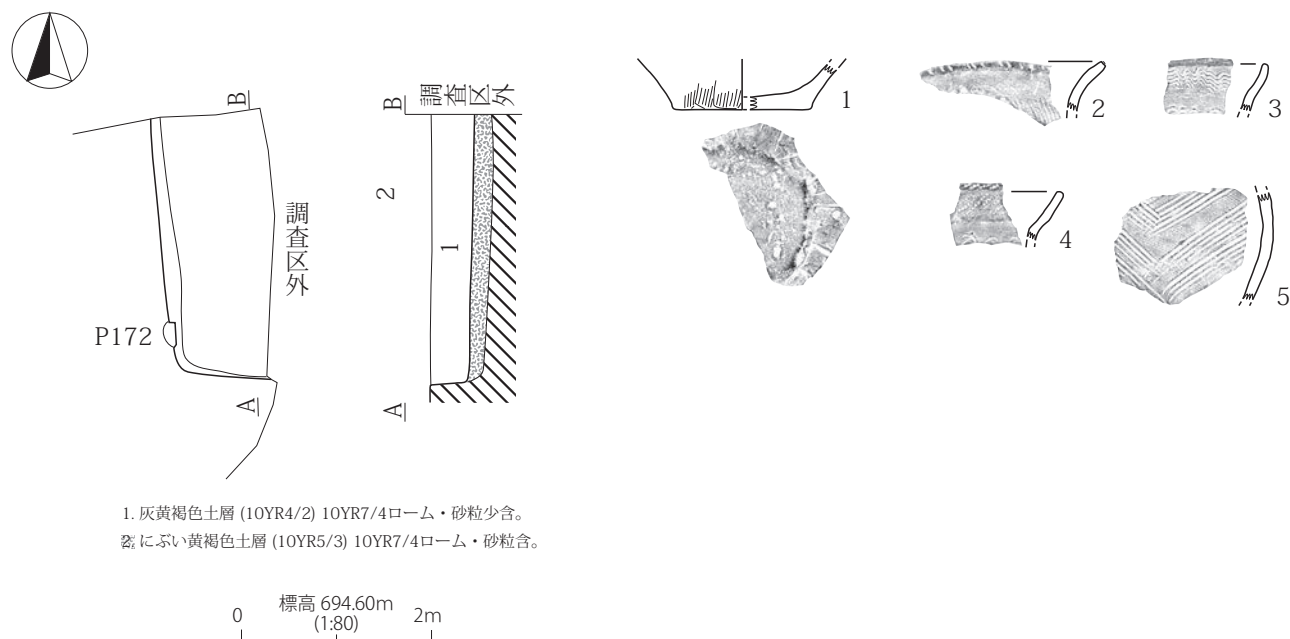 B
B
調査区外
2
1
調査区外
P172
A
A
1
2
3
4
5
1. 灰黄褐色土層 (10YR4/2) 10YR7/4ローム・砂粒少含。
2. にぶい黄褐色土層 (10YR5/3) 10YR7/4ローム・砂粒含。
標高 694.60m
0 (1:80) 2m